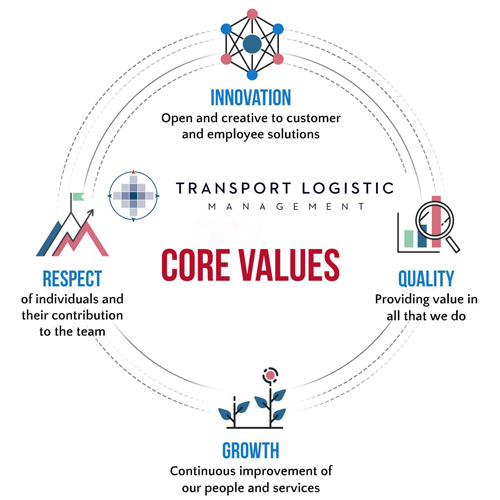 INNOVATION
Open and creative to customer
and employee solutions
TRANSPORT LOGISTIC
MANAGEMENT
CORE VALUES
RESPECT
of individuals and
their contribution
to the team
QUALITY
Providing value in
all that we do
GROWTH
Continuous improvement of
our people and services